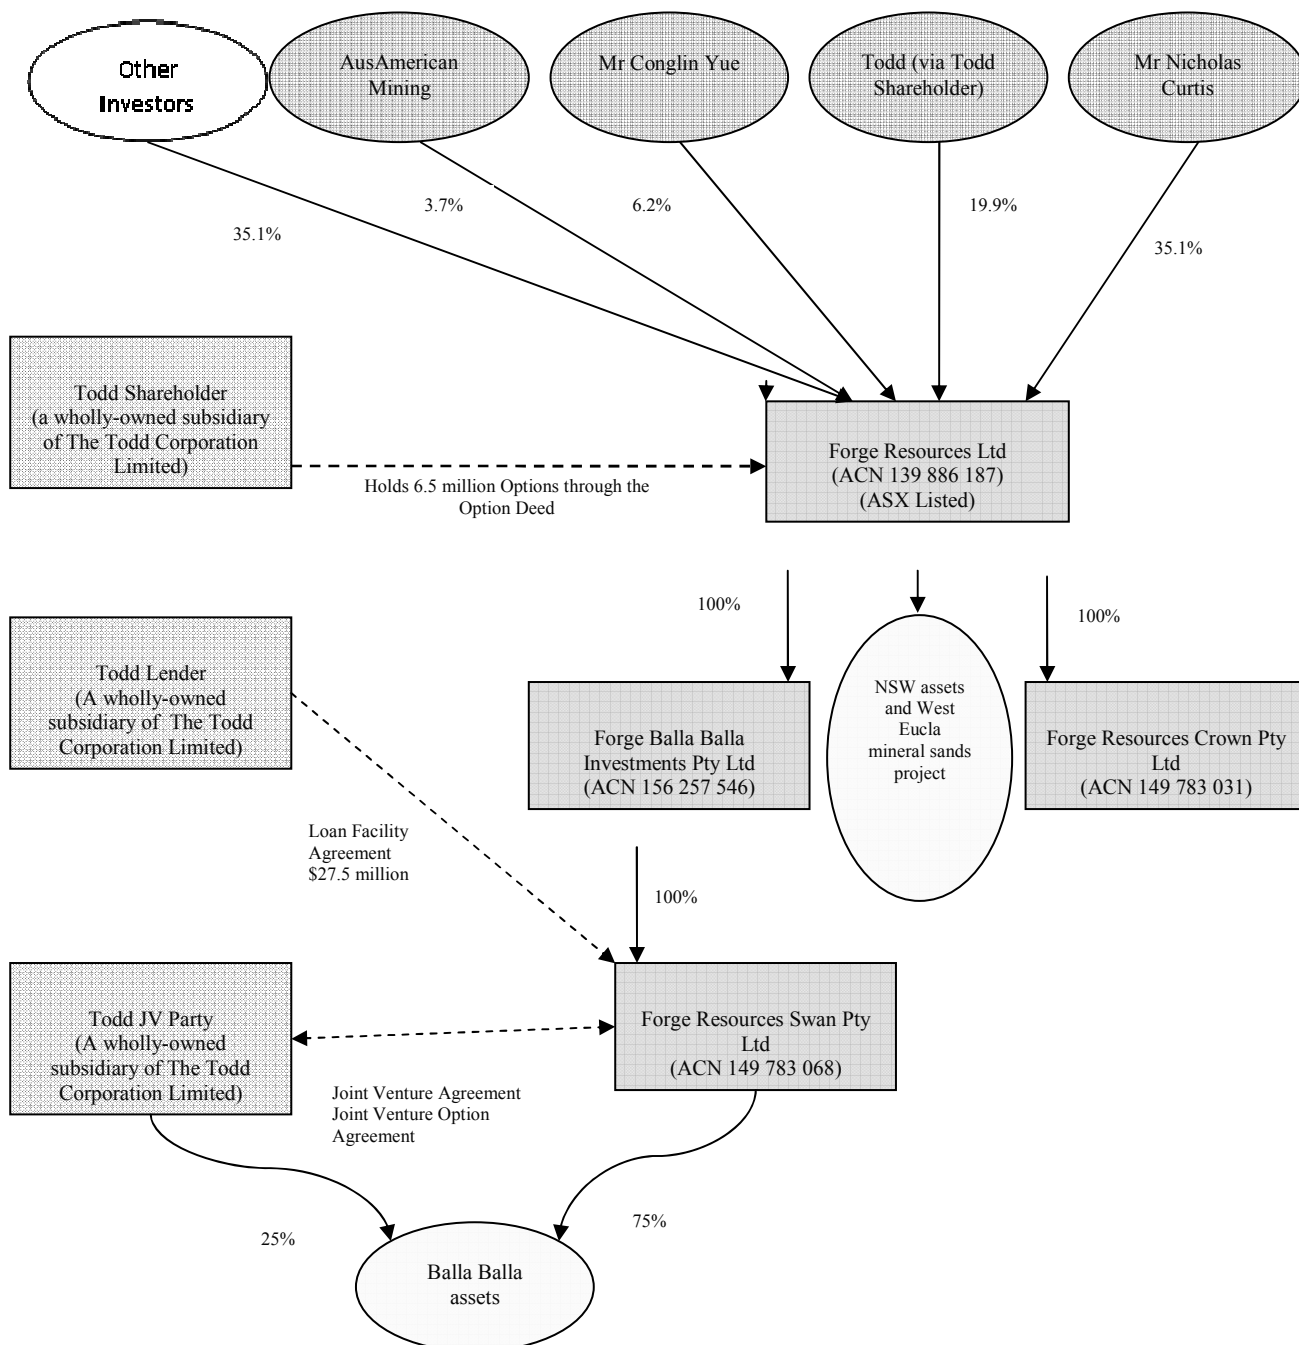 Other
Investors
AusAmerican
Mining
Mr Conglin Yue
Todd (via Todd
Shareholder)
Mr Nicholas
Curtis
35.1%
3.7%
6.2%
19.9%
35.1%
Todd Shareholder
(a wholly-owned subsidiary
of The Todd Corporation
Limited)
Holds 6.5 million Options through the
Option Deed
Forge Resources Ltd
(ACN 139 886 187)
(ASX Listed)
100%
100%
Todd Lender
(A wholly-owned
subsidiary of The Todd
Corporation Limited)
Forge Balla Balla
Investments Pty Ltd
(ACN 156 257 546)
NSW assets
and West
Eucla
mineral sands
project
Forge Resources Crown Pty
Ltd
(ACN 149 783 031)
Loan Facility
Agreement
$27.5 million
100%
Todd JV Party
(A wholly-owned
subsidiary of The Todd
Corporation Limited)
Forge Resources Swan Pty
Ltd
(ACN 149 783 068)
Joint Venture Agreement
Joint Venture Option
Agreement
25%
75%
Balla Balla
assets